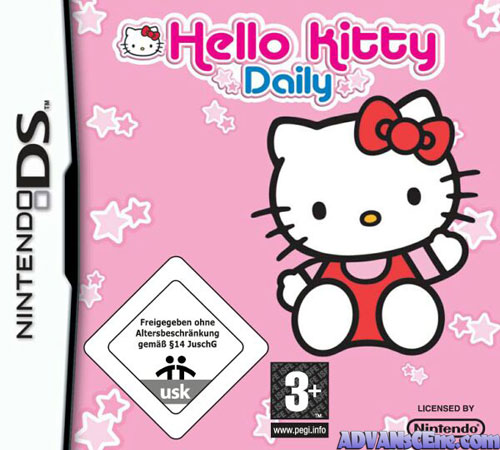 Hello Kitty
Daily
NINTENDO DS™
Freigegeben ohne
Altersbeschränkung
gemäß §14 JuschG
usk
3+
www.pegi.info
LICENSED BY
Nintendo
ADVANsCEne.com